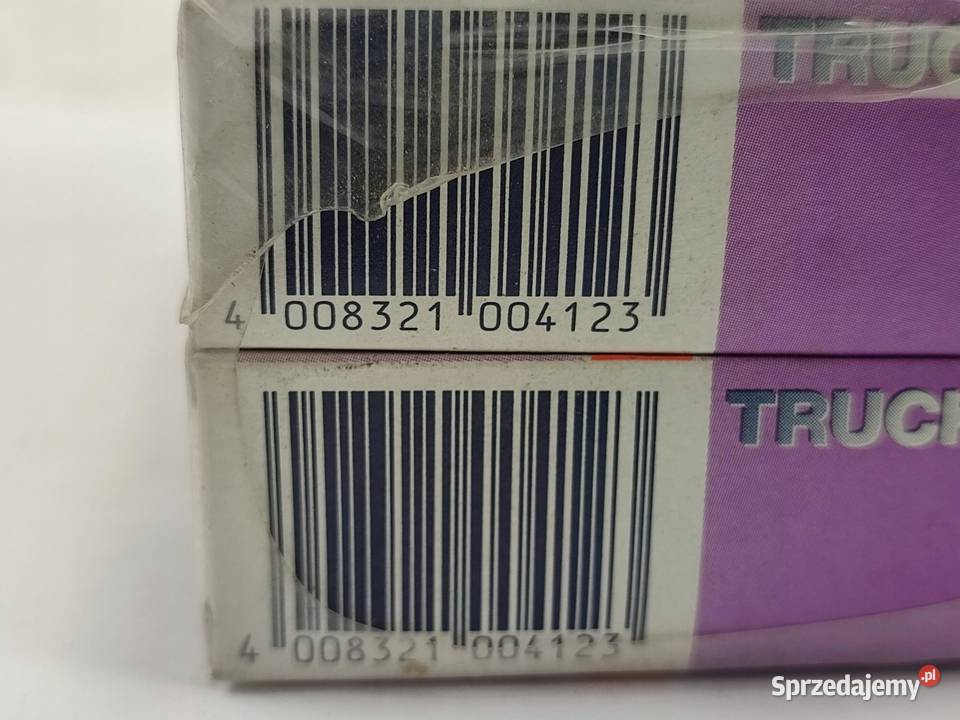 TRUC
4 008321 004123
TRUCK
4 008321 004123
Sprzedajemy.pl